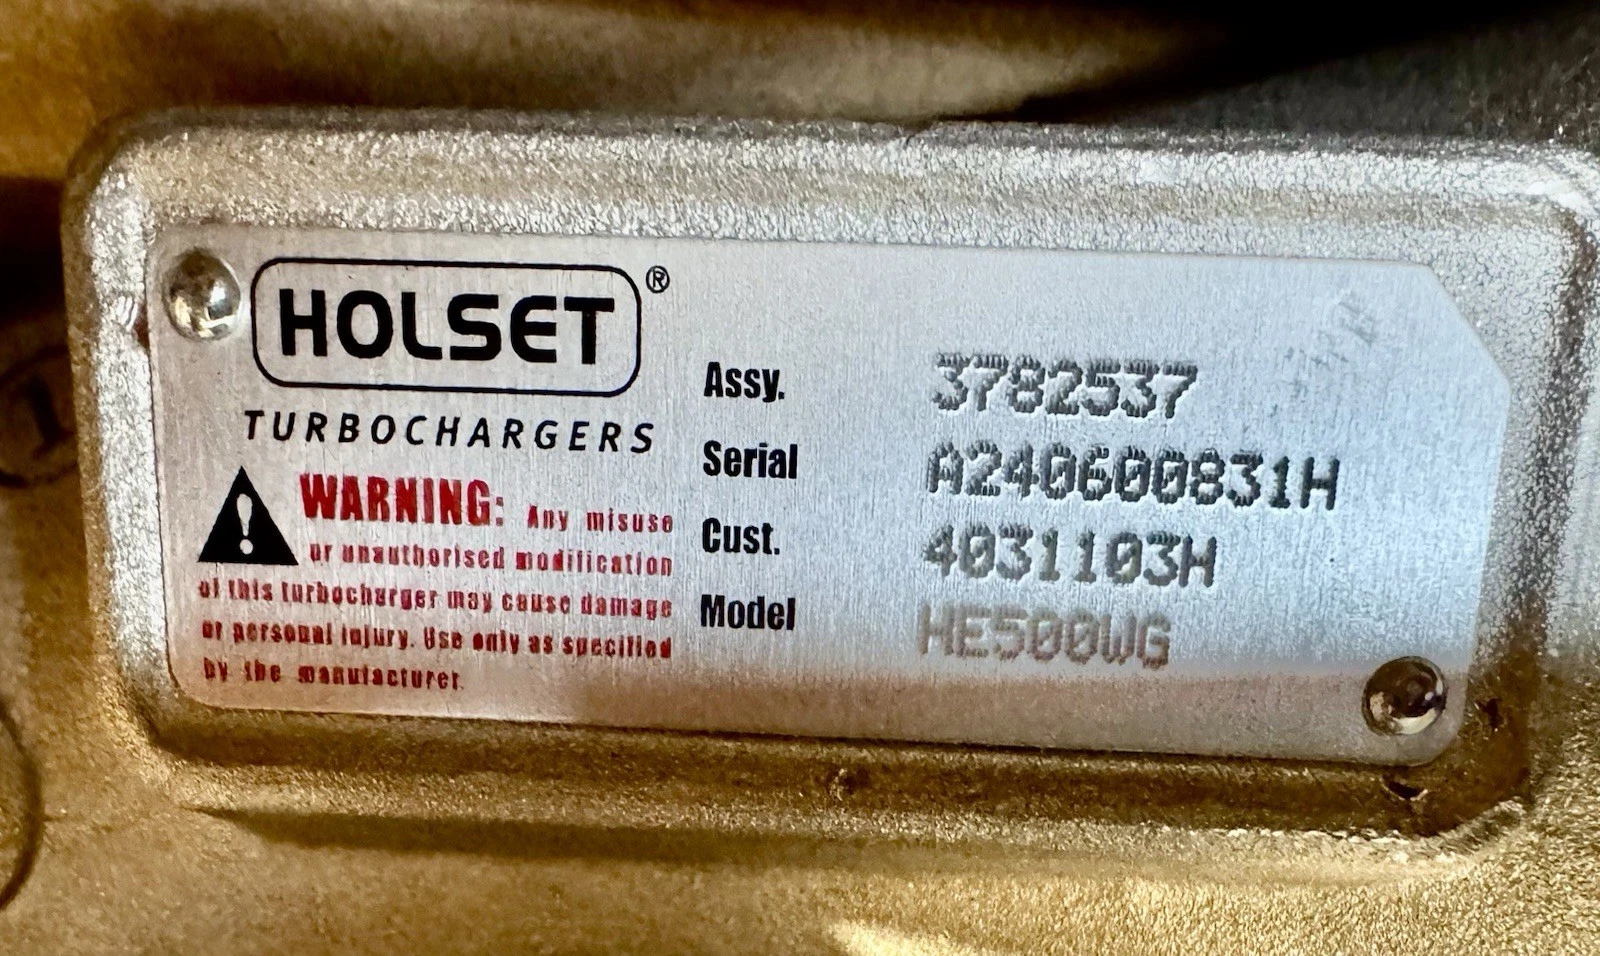 HOLSET®
TURBOCHARGERS
WARNING: Any misuse
or unauthorised modification
of this turbocharger may cause damage
or personal injury. Use only as specified
by the manufacturer.
Assy. 3782537
Serial A240600831H
Cust. 4031103H
Model HE500WG
1